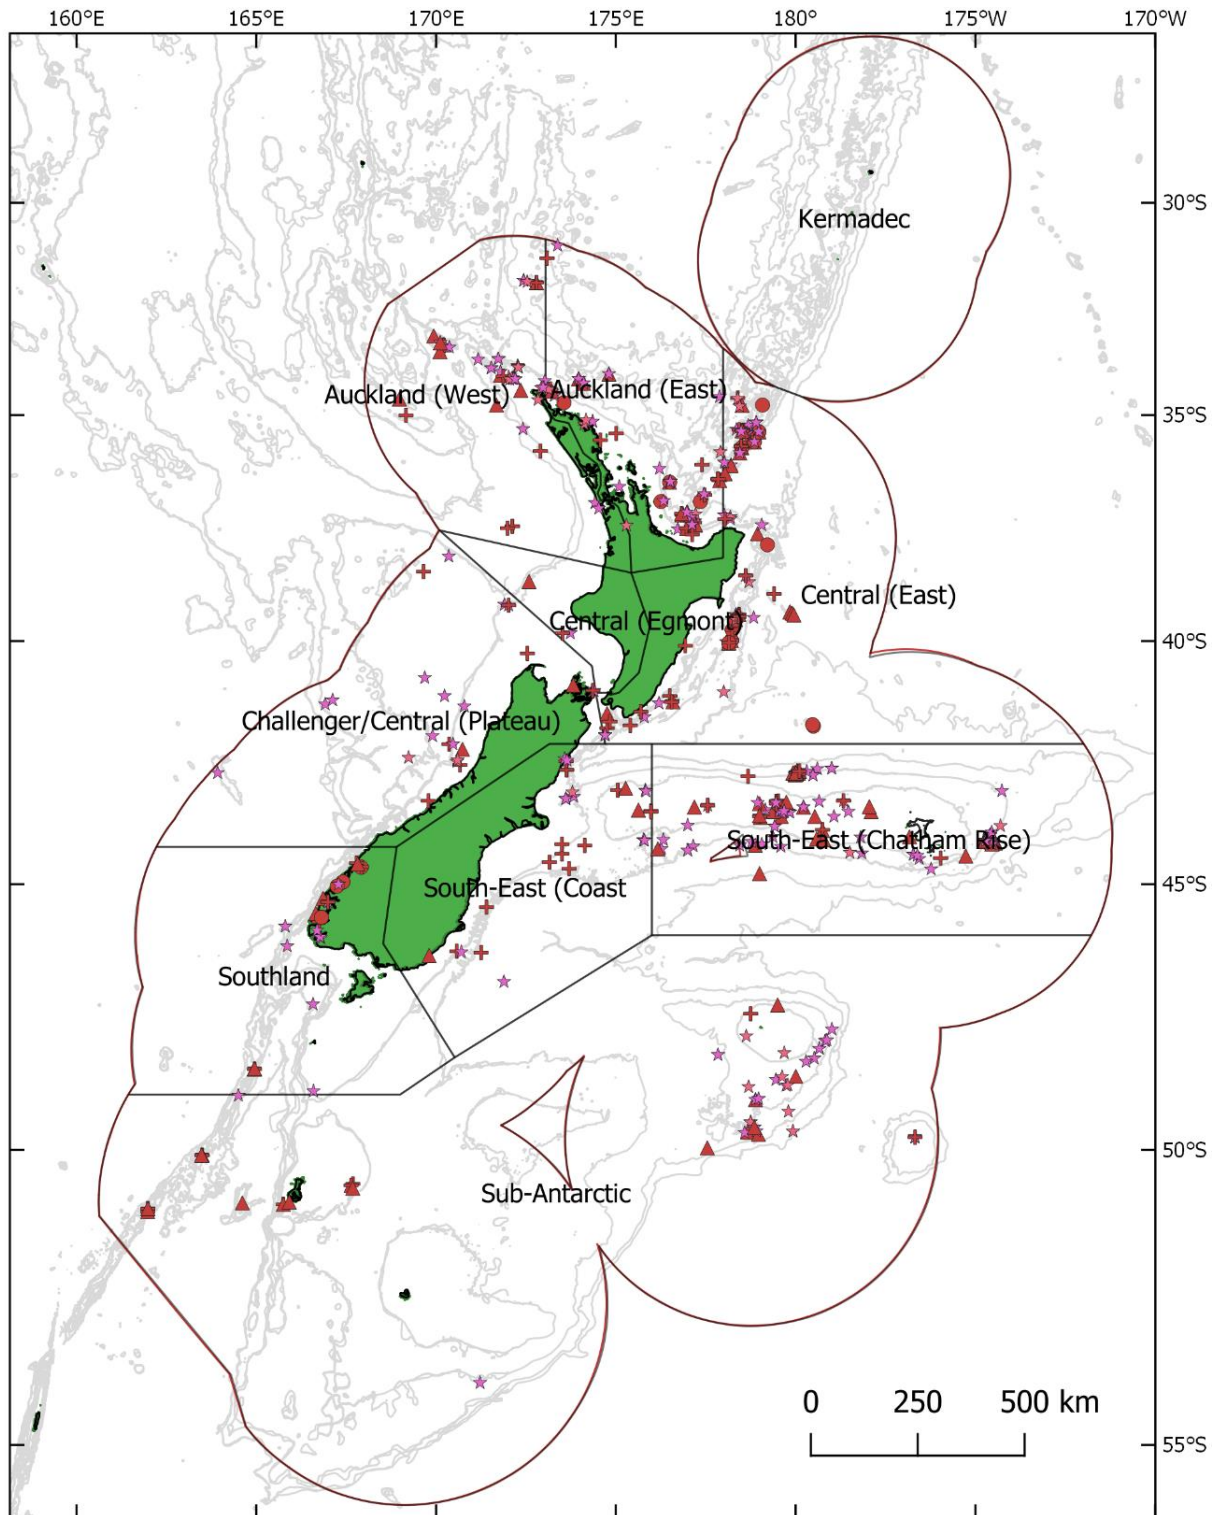 160°E 165°E 170°E 175°E 180° 175°W 170°W
30°S
Kermadec
Auckland (West)
Auckland (East)
35°S
Central (East)
Central (Egmont)
40°S
Challenger/Central (Plateau)
South-East (Chatham Rise)
South-East (Coast
45°S
Southland
50°S
Sub-Antarctic
0 250 500 km
55°S